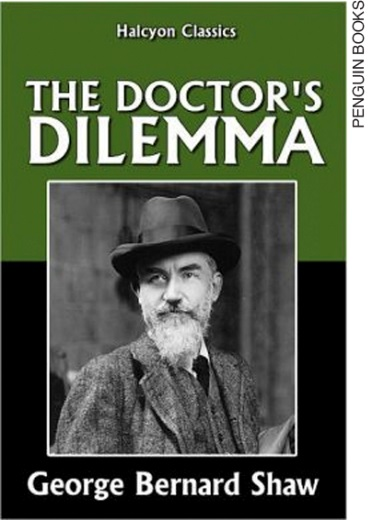 Halcyon Classics
THE DOCTOR'S
DILEMMA
George Bernard Shaw
PENGUIN BOOKS